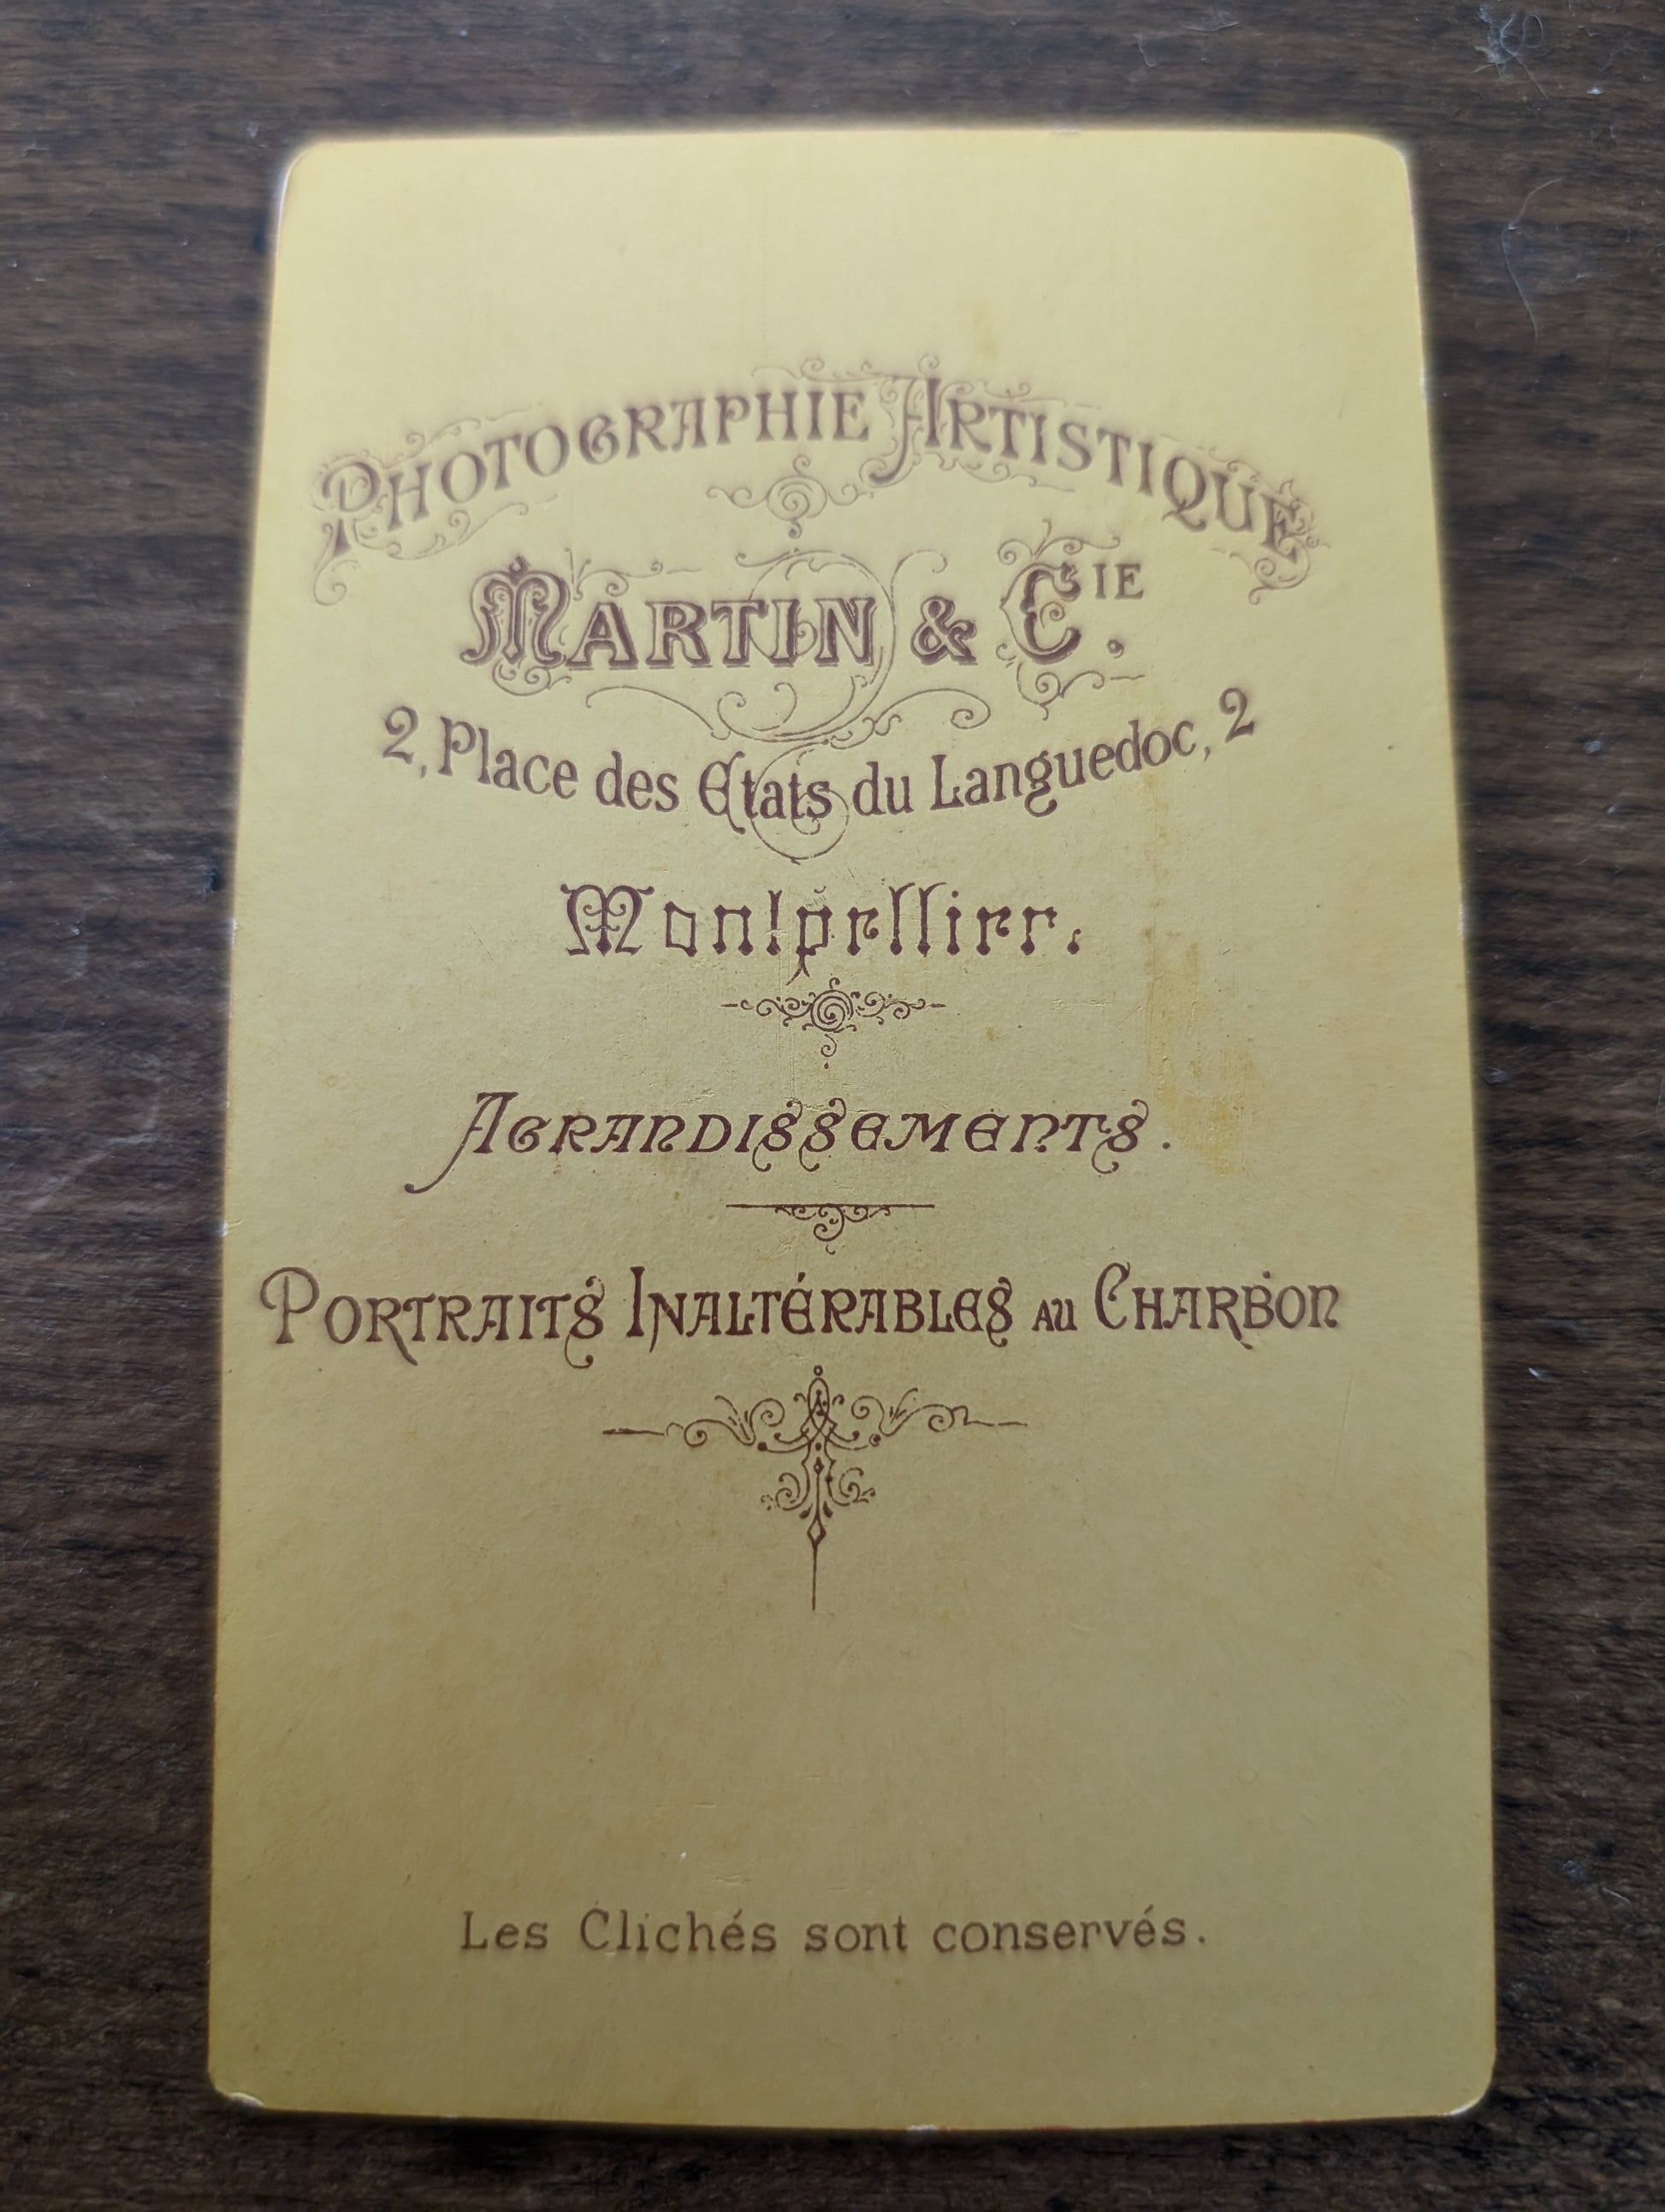 PHOTOGRAPHIE ARTISTIQUE
MARTIN & CIE.
2, Place des Etats du Languedoc, 2
Montpellier.
AGRANDISSEMENTS.
PORTRAITS INALTÉRABLES AU CHARBON
Les Clichés sont conservés.